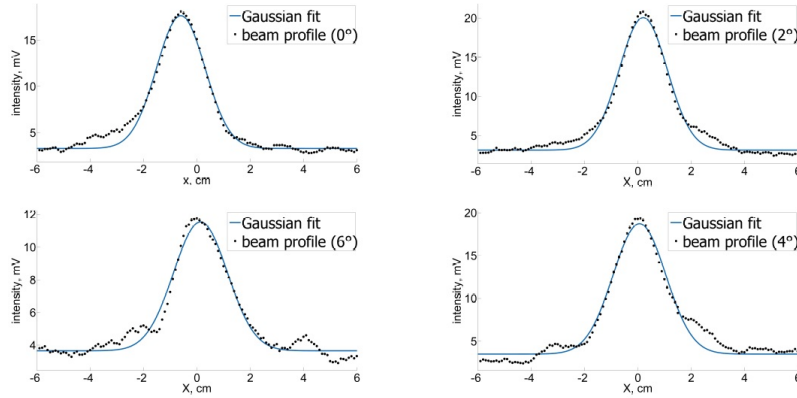 Gaussian fit
beam profile (0°)
intensity, mV
15
10
5
-6 -4 -2 0 2 4 6
x, cm
Gaussian fit
beam profile (2°)
intensity, mV
20
15
10
5
-6 -4 -2 0 2 4 6
X, cm
Gaussian fit
beam profile (6°)
intensity, mV
12
10
8
6
4
-6 -4 -2 0 2 4 6
X, cm
Gaussian fit
beam profile (4°)
intensity, mV
20
15
10
5
-6 -4 -2 0 2 4 6
X, cm